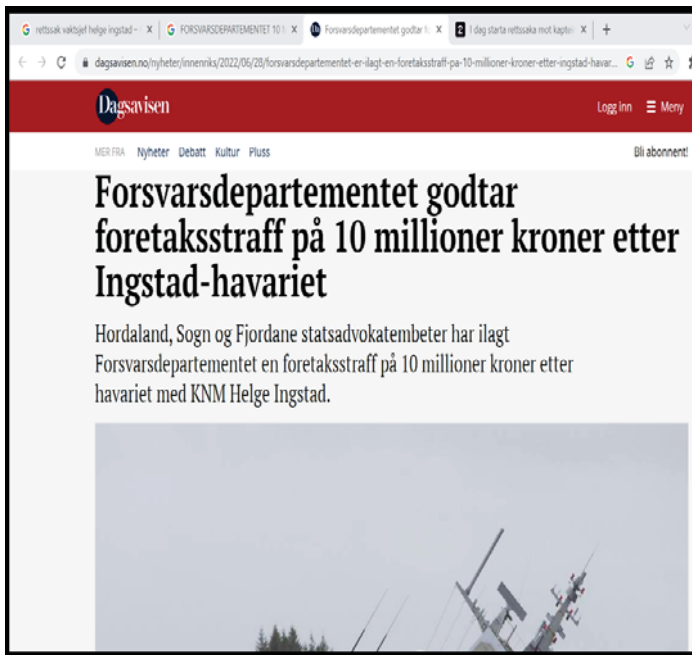 rettssak vaktsjef helge ingstad –
FORSVARSDEPARTEMENTET 10
Forsvarsdepartementet godtar
I dag starta rettssaka mot kaptei
dagsavisen.no/nyheter/innenriks/2022/06/28/forsvarsdepartementet-er-ilagt-en-foretaksstraff-pa-10-millioner-kroner-etter-ingstad-havar...
Dagsavisen
Logg inn
Meny
MER FRA Nyheter Debatt Kultur Pluss
Bli abonnent!
Forsvarsdepartementet godtar
foretaksstraff på 10 millioner kroner etter
Ingstad-havariet
Hordaland, Sogn og Fjordane statsadvokatembeter har ilagt
Forsvarsdepartementet en foretaksstraff på 10 millioner kroner etter
havariet med KNM Helge Ingstad.